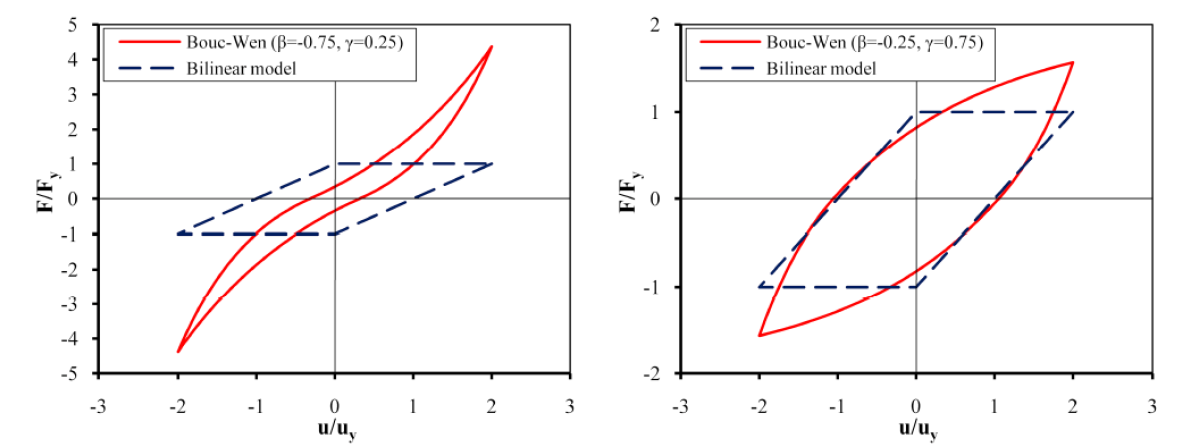 5
4
3
2
1
0
-1
-2
-3
-4
-5
F/Fy
Bouc-Wen (β=-0.75, γ=0.25)
Bilinear model
-3 -2 -1 0 1 2 3
u/uy
2
1
0
-1
-2
F/Fy
Bouc-Wen (β=-0.25, γ=0.75)
Bilinear model
-3 -2 -1 0 1 2 3
u/uy